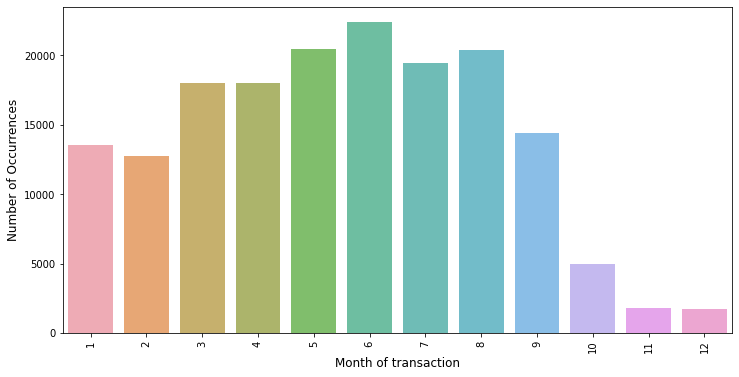 Number of Occurrences
20000
15000
10000
5000
0
1 2 3 4 5 6 7 8 9 10 11 12
Month of transaction